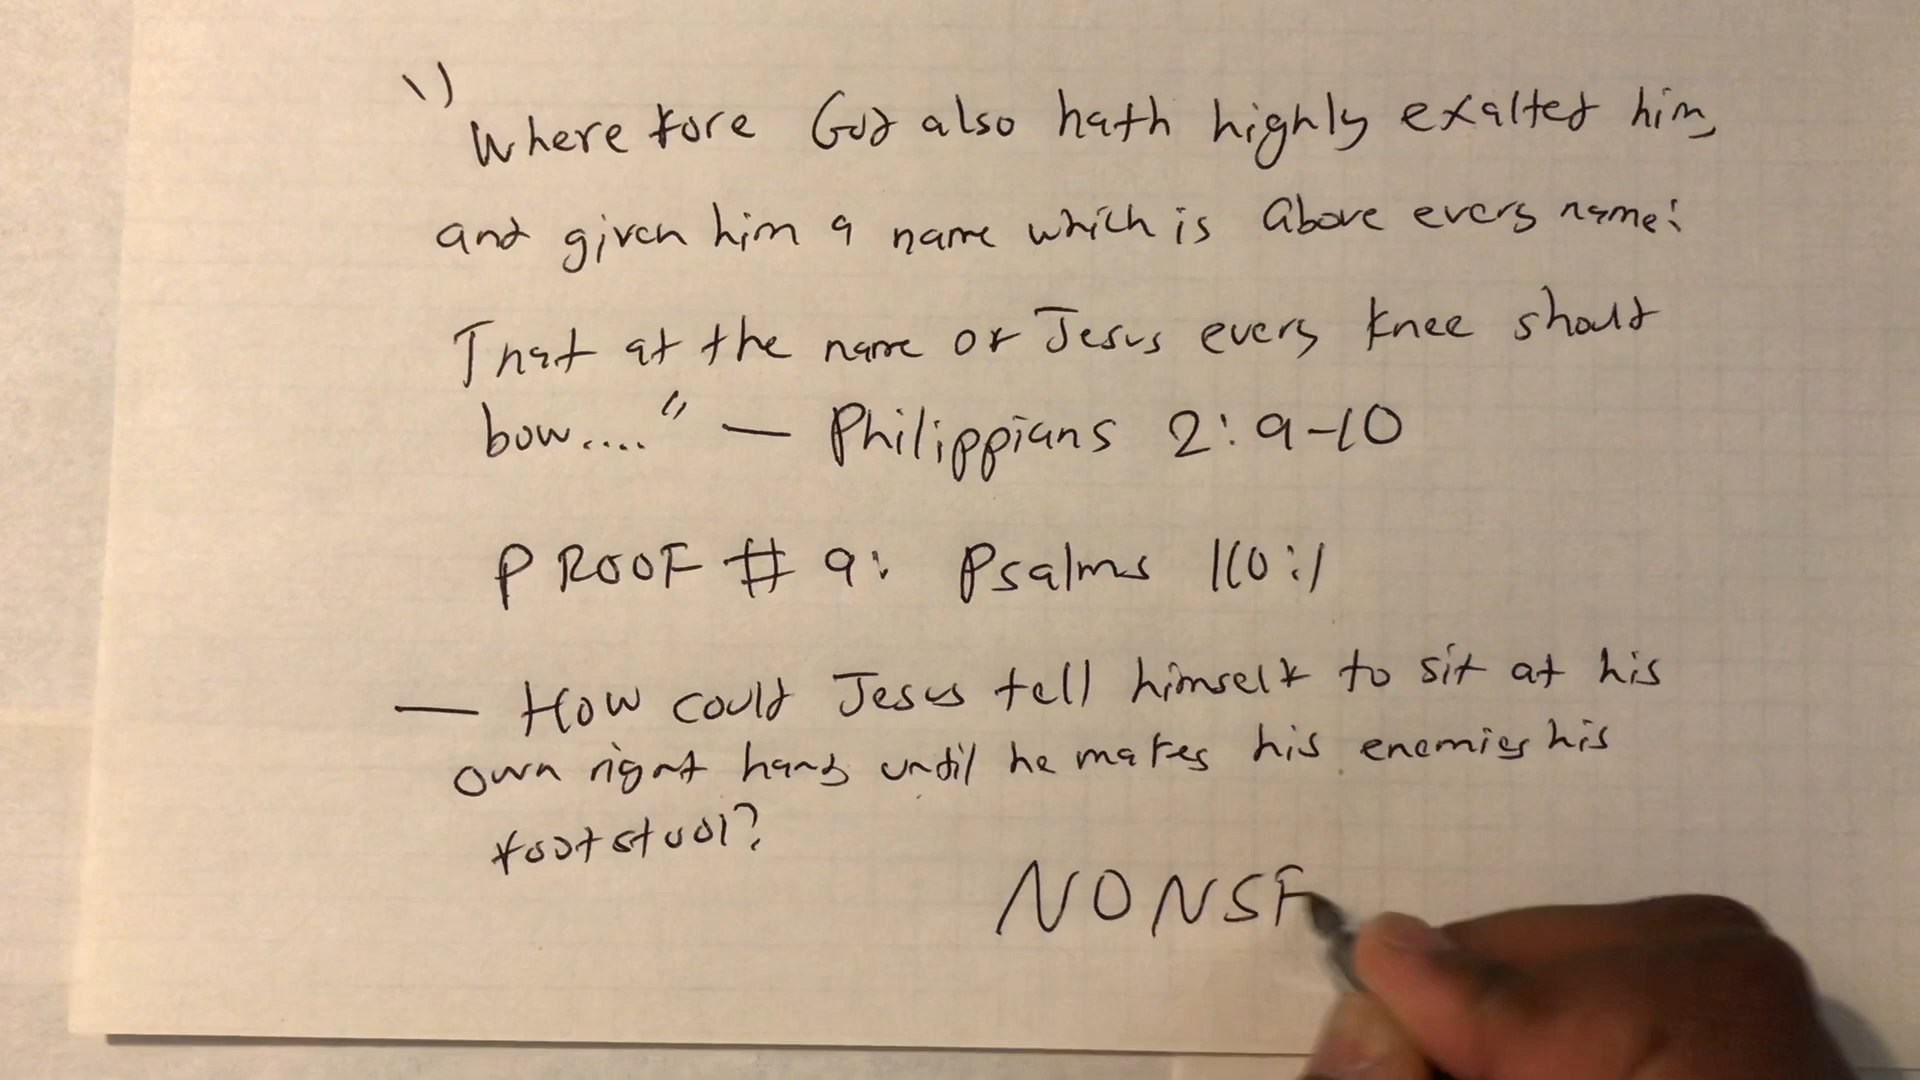 "Wherefore God also hath highly exalted him,
and given him a name which is above every name:
That at the name of Jesus every knee should
bow...." — Philippians 2:9-10
PROOF #9: Psalms 110:1
— How could Jesus tell himself to sit at his
own right hand until he makes his enemies his
footstool?
NONSE